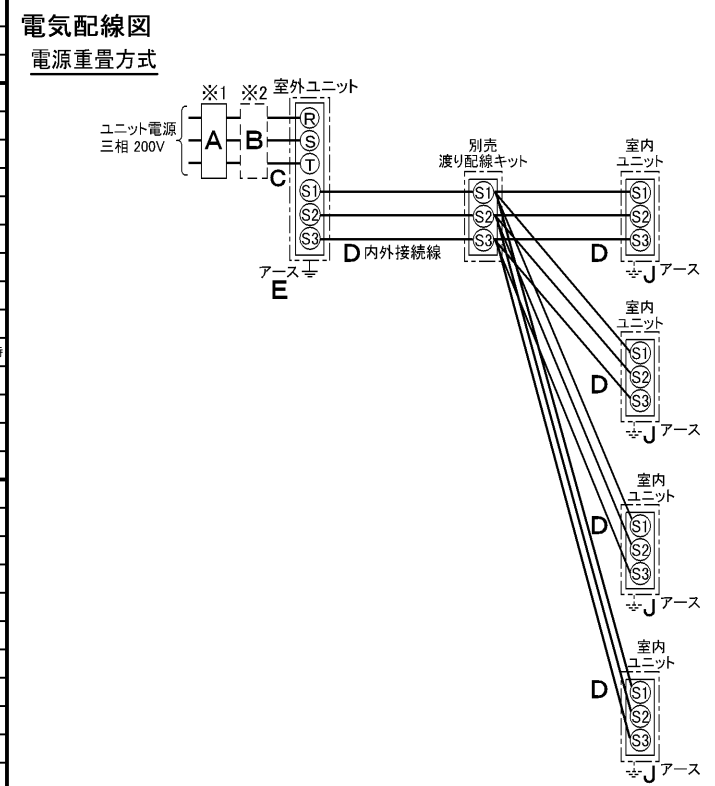 電気配線図
電源重畳方式
※1
※2
室外ユニット
ユニット電源
三相 200V
A
B
C
R
S
T
S1
S2
S3
アース
E
D 内外接続線
別売
渡り配線キット
S1
S2
S3
室内
ユニット
S1
S2
S3
D
J アース
室内
ユニット
S1
S2
S3
D
J アース
室内
ユニット
S1
S2
S3
D
J アース
室内
ユニット
S1
S2
S3
D
J アース